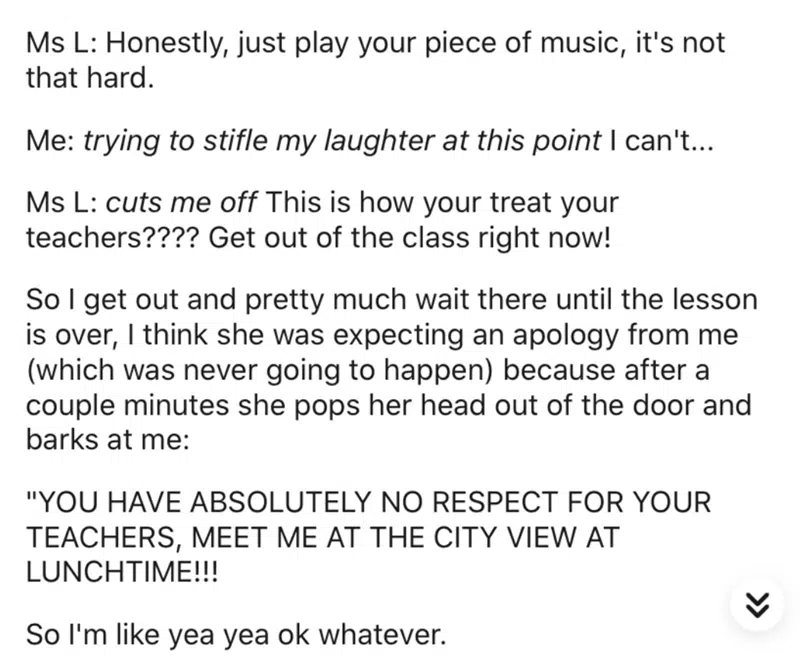 Ms L: Honestly, just play your piece of music, it's not
that hard.
Me: trying to stifle my laughter at this point I can't...
Ms L: cuts me off This is how your treat your
teachers???? Get out of the class right now!
So I get out and pretty much wait there until the lesson
is over, I think she was expecting an apology from me
(which was never going to happen) because after a
couple minutes she pops her head out of the door and
barks at me:
"YOU HAVE ABSOLUTELY NO RESPECT FOR YOUR
TEACHERS, MEET ME AT THE CITY VIEW AT
LUNCHTIME!!!
So I'm like yea yea ok whatever.